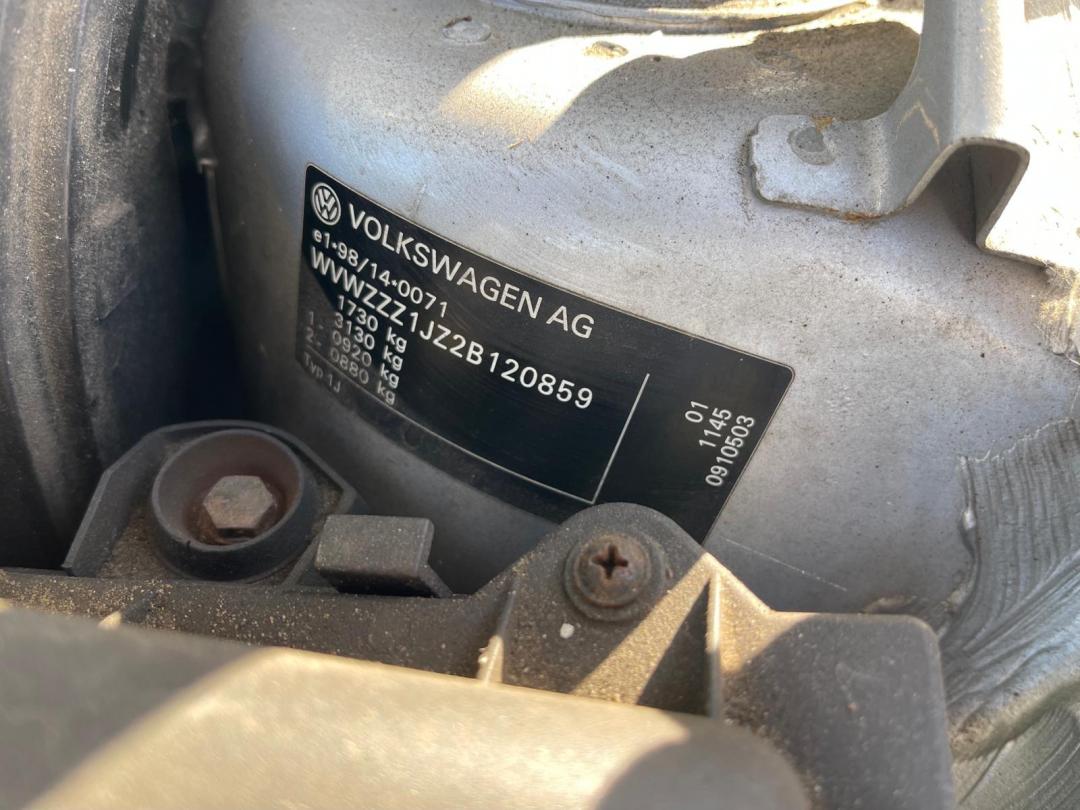 VOLKSWAGEN AG
e1*98/14*0071
WVWZZZ1JZ2B120859
1730 kg
3130 kg
1- 0920 kg
2- 0880 kg
Typ 1J
01
1145
0910503